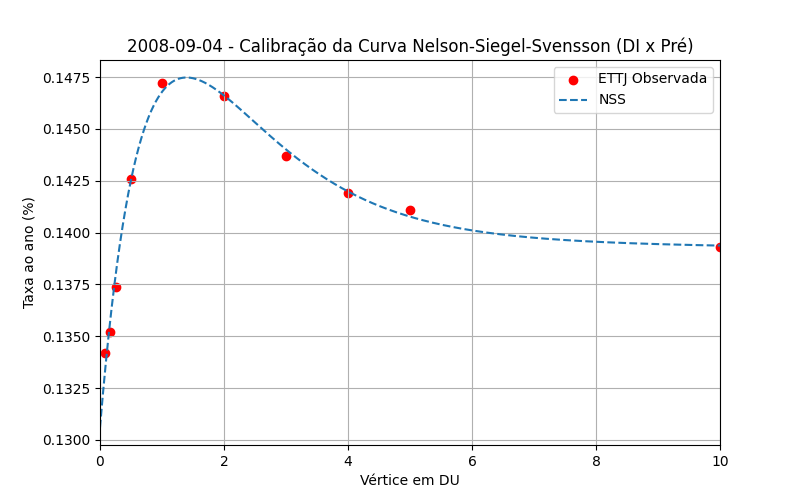 2008-09-04 - Calibração da Curva Nelson-Siegel-Svensson (DI x Pré)
ETTJ Observada
NSS
Taxa ao ano (%)
0.1475
0.1450
0.1425
0.1400
0.1375
0.1350
0.1325
0.1300
0 2 4 6 8 10
Vértice em DU